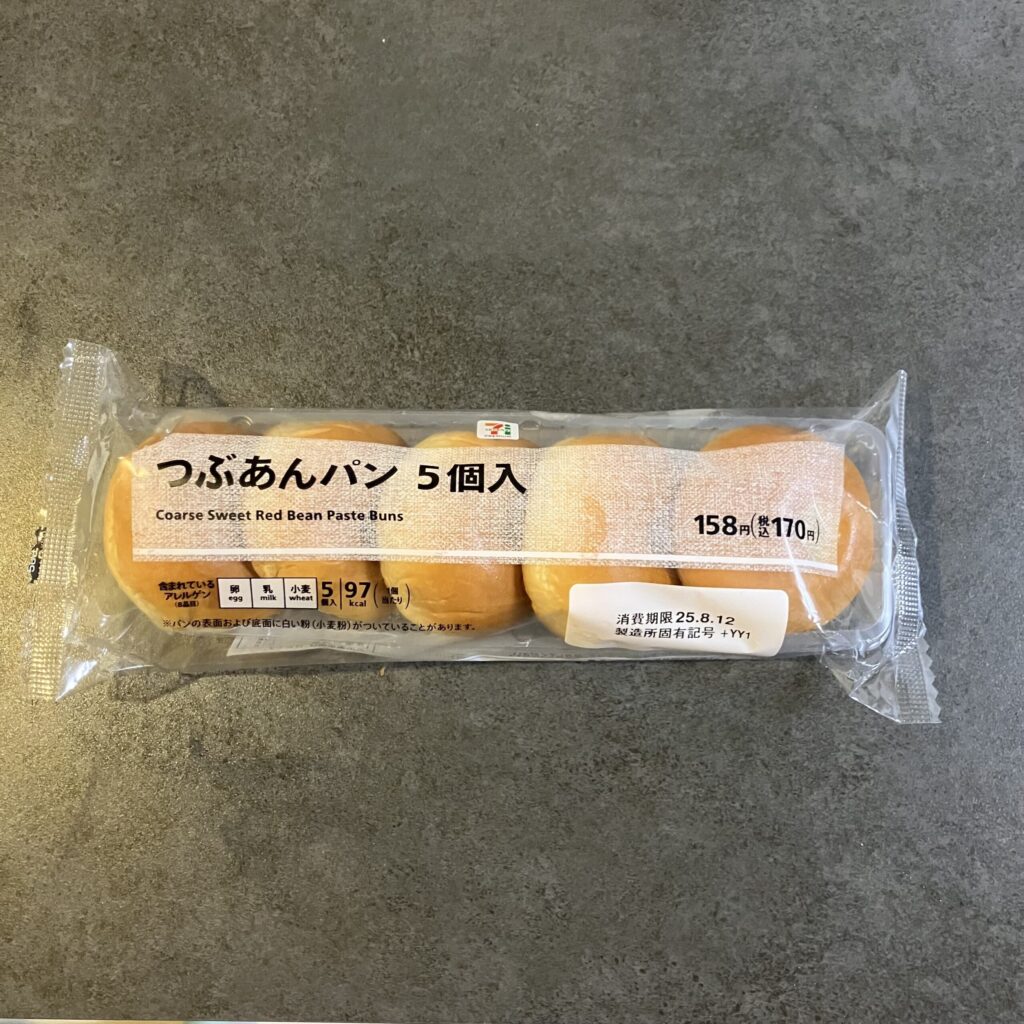 つぶあんパン 5個入
Coarse Sweet Red Bean Paste Buns
158円(税込170円)
含まれている
アレルゲン
(8品目)
卵 乳 小麦
egg milk wheat
5個入 97kcal (1個当たり)
※パンの表面および底面に白い粉(小麦粉)がついていることがあります。
消費期限 25.8.12
製造所固有記号 +YY1